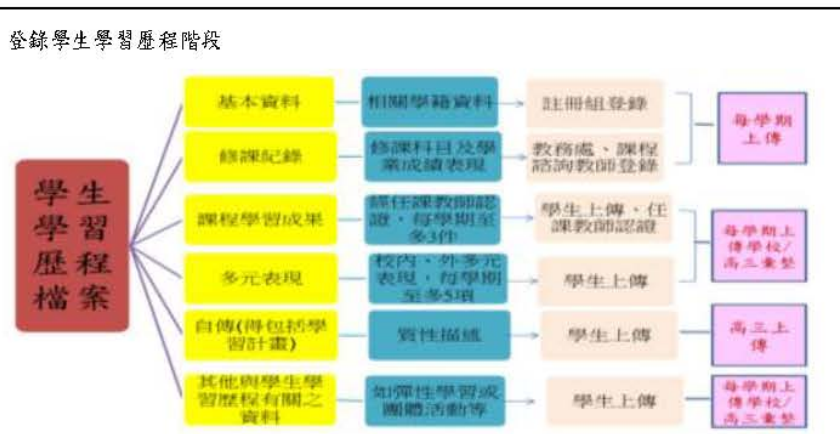 登錄學生學習歷程階段
學生
學習
歷程
檔案
基本資料
相關學籍資料
註冊組登錄
每學期
上傳
修課紀錄
修課科目及學
業成績表現
教務處、課程
諮詢教師登錄
課程學習成果
經任課教師認
證，每學期至
多3件
學生上傳、任
課教師認證
每學期上
傳學校/
高三彙整
多元表現
校內、外多元
表現，每學期
至多5項
學生上傳
自傳(得包括學
習計畫)
質性描述
學生上傳
高三上
傳
其他與學生學
習歷程有關之
資料
如彈性學習或
團體活動等
學生上傳
每學期上
傳學校/
高三彙整